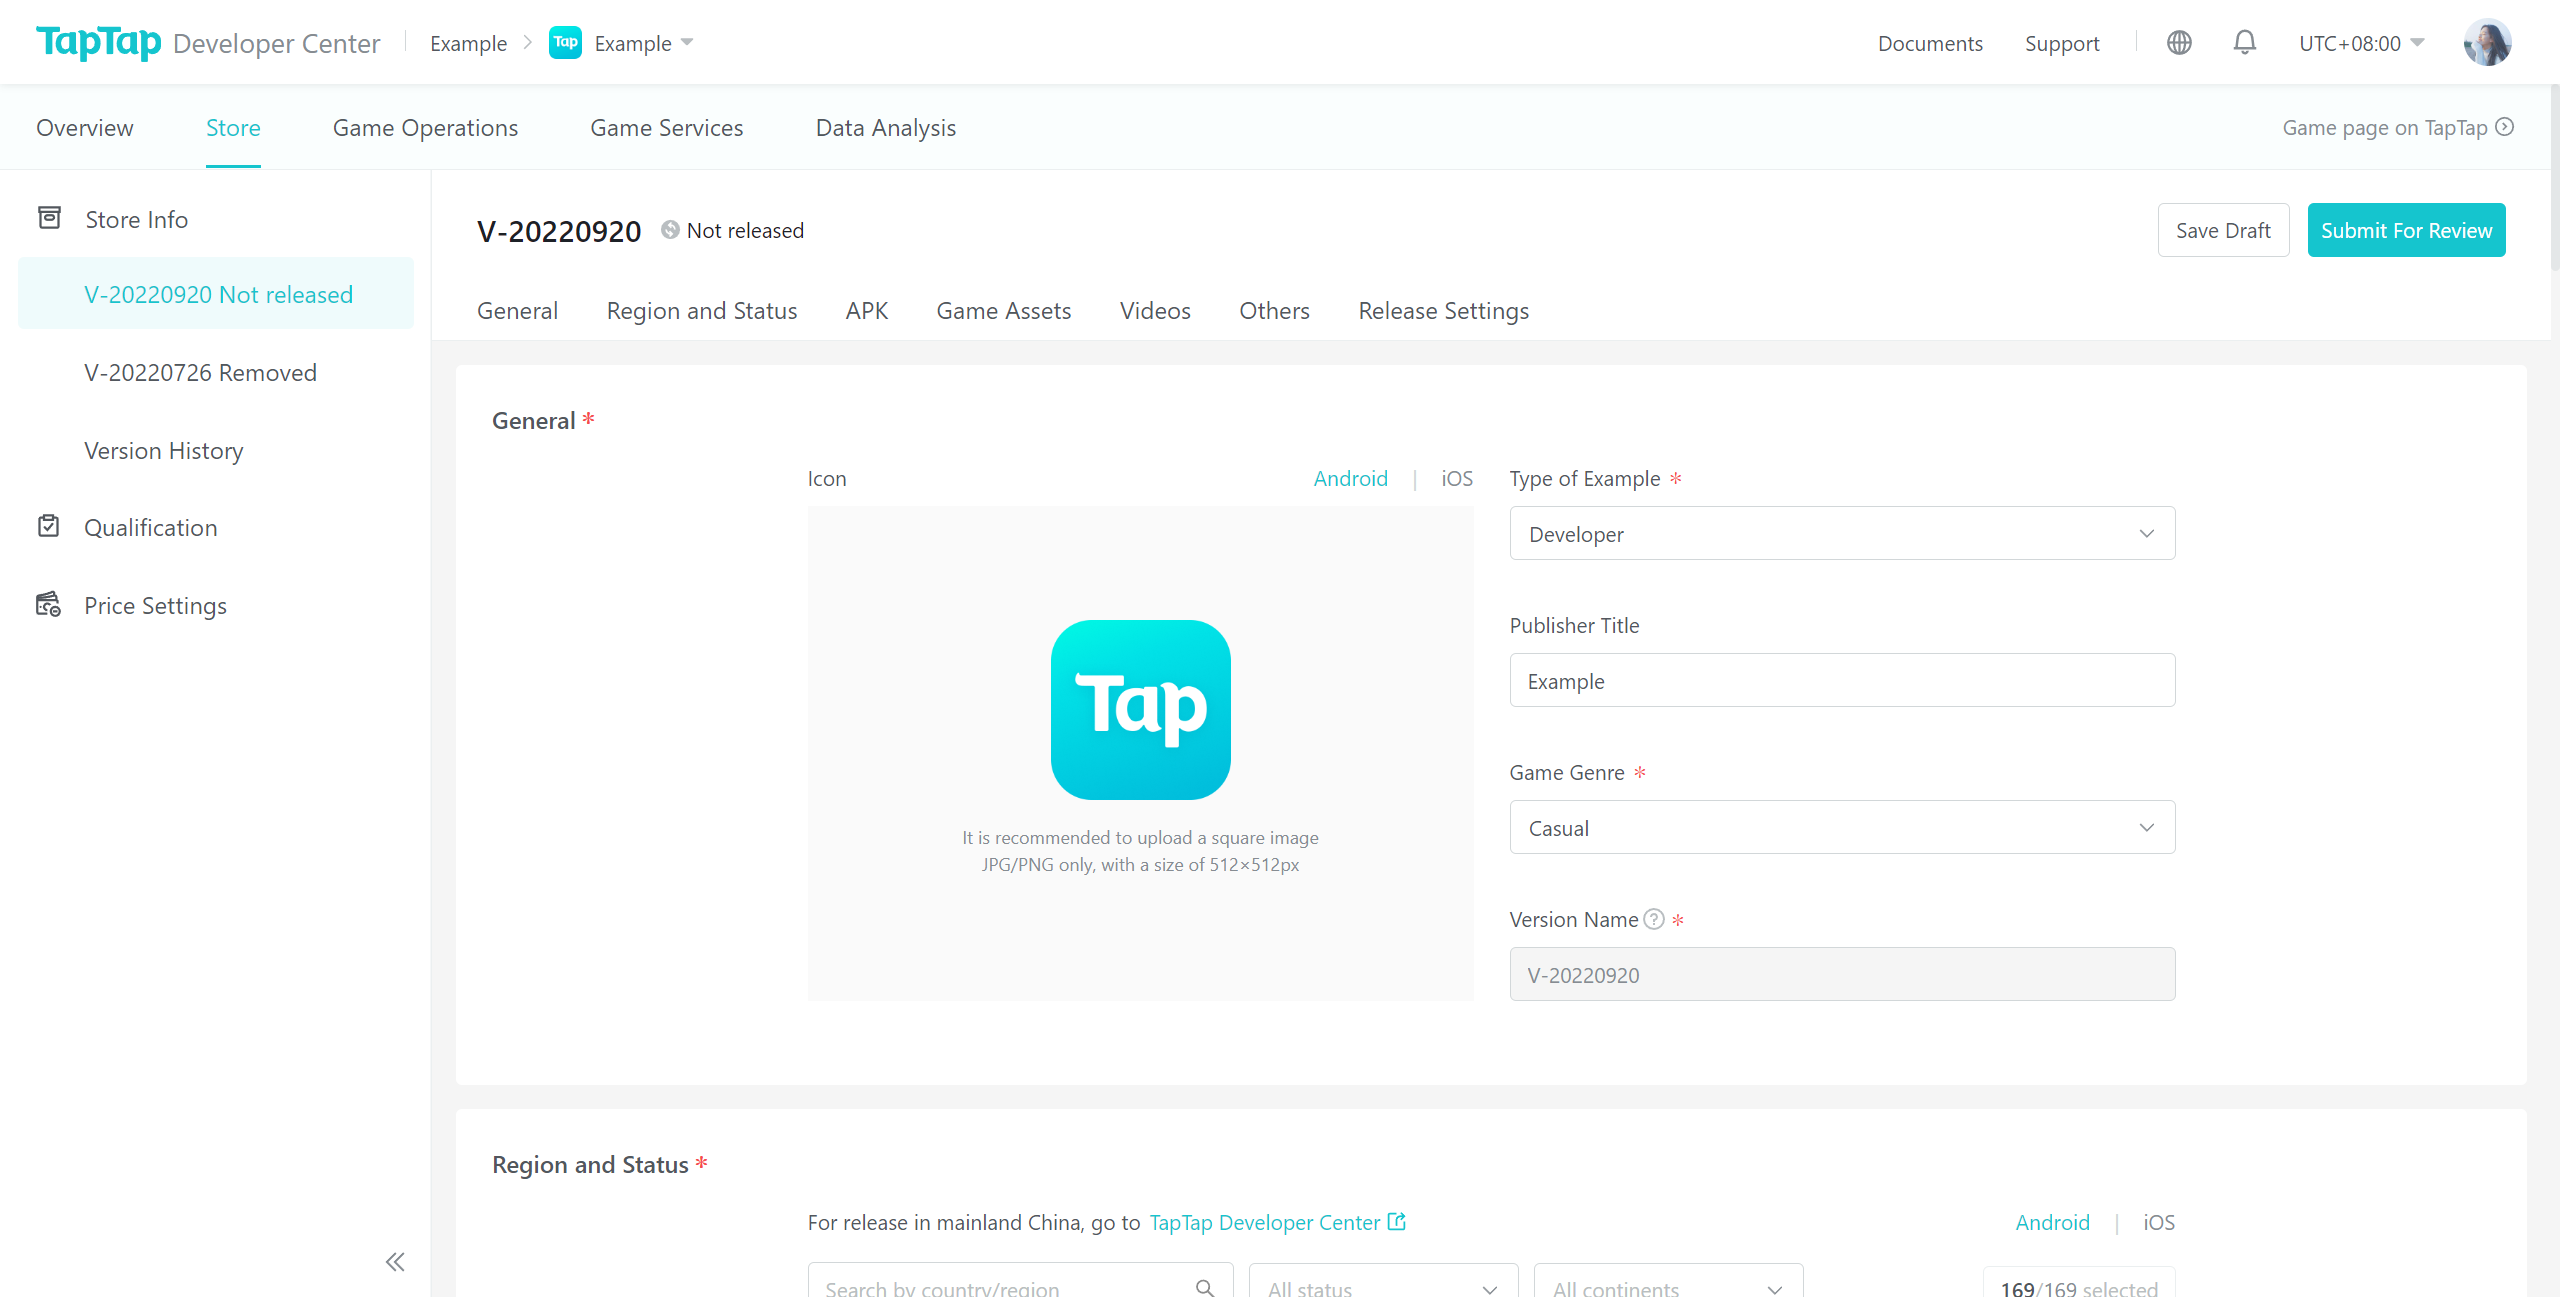 TapTap Developer Center Example Tap Example Documents Support UTC+08:00
Overview Store Game Operations Game Services Data Analysis Game page on TapTap
Store Info
V-20220920 Not released
V-20220726 Removed
Version History
Qualification
Price Settings
V-20220920 Not released Save Draft Submit For Review
General Region and Status APK Game Assets Videos Others Release Settings
General *
Icon Android | iOS
Tap
It is recommended to upload a square image
JPG/PNG only, with a size of 512×512px
Type of Example *
Developer
Publisher Title
Example
Game Genre *
Casual
Version Name ? *
V-20220920
Region and Status *
For release in mainland China, go to TapTap Developer Center Android | iOS
Search by country/region All status All continents 169/169 selected